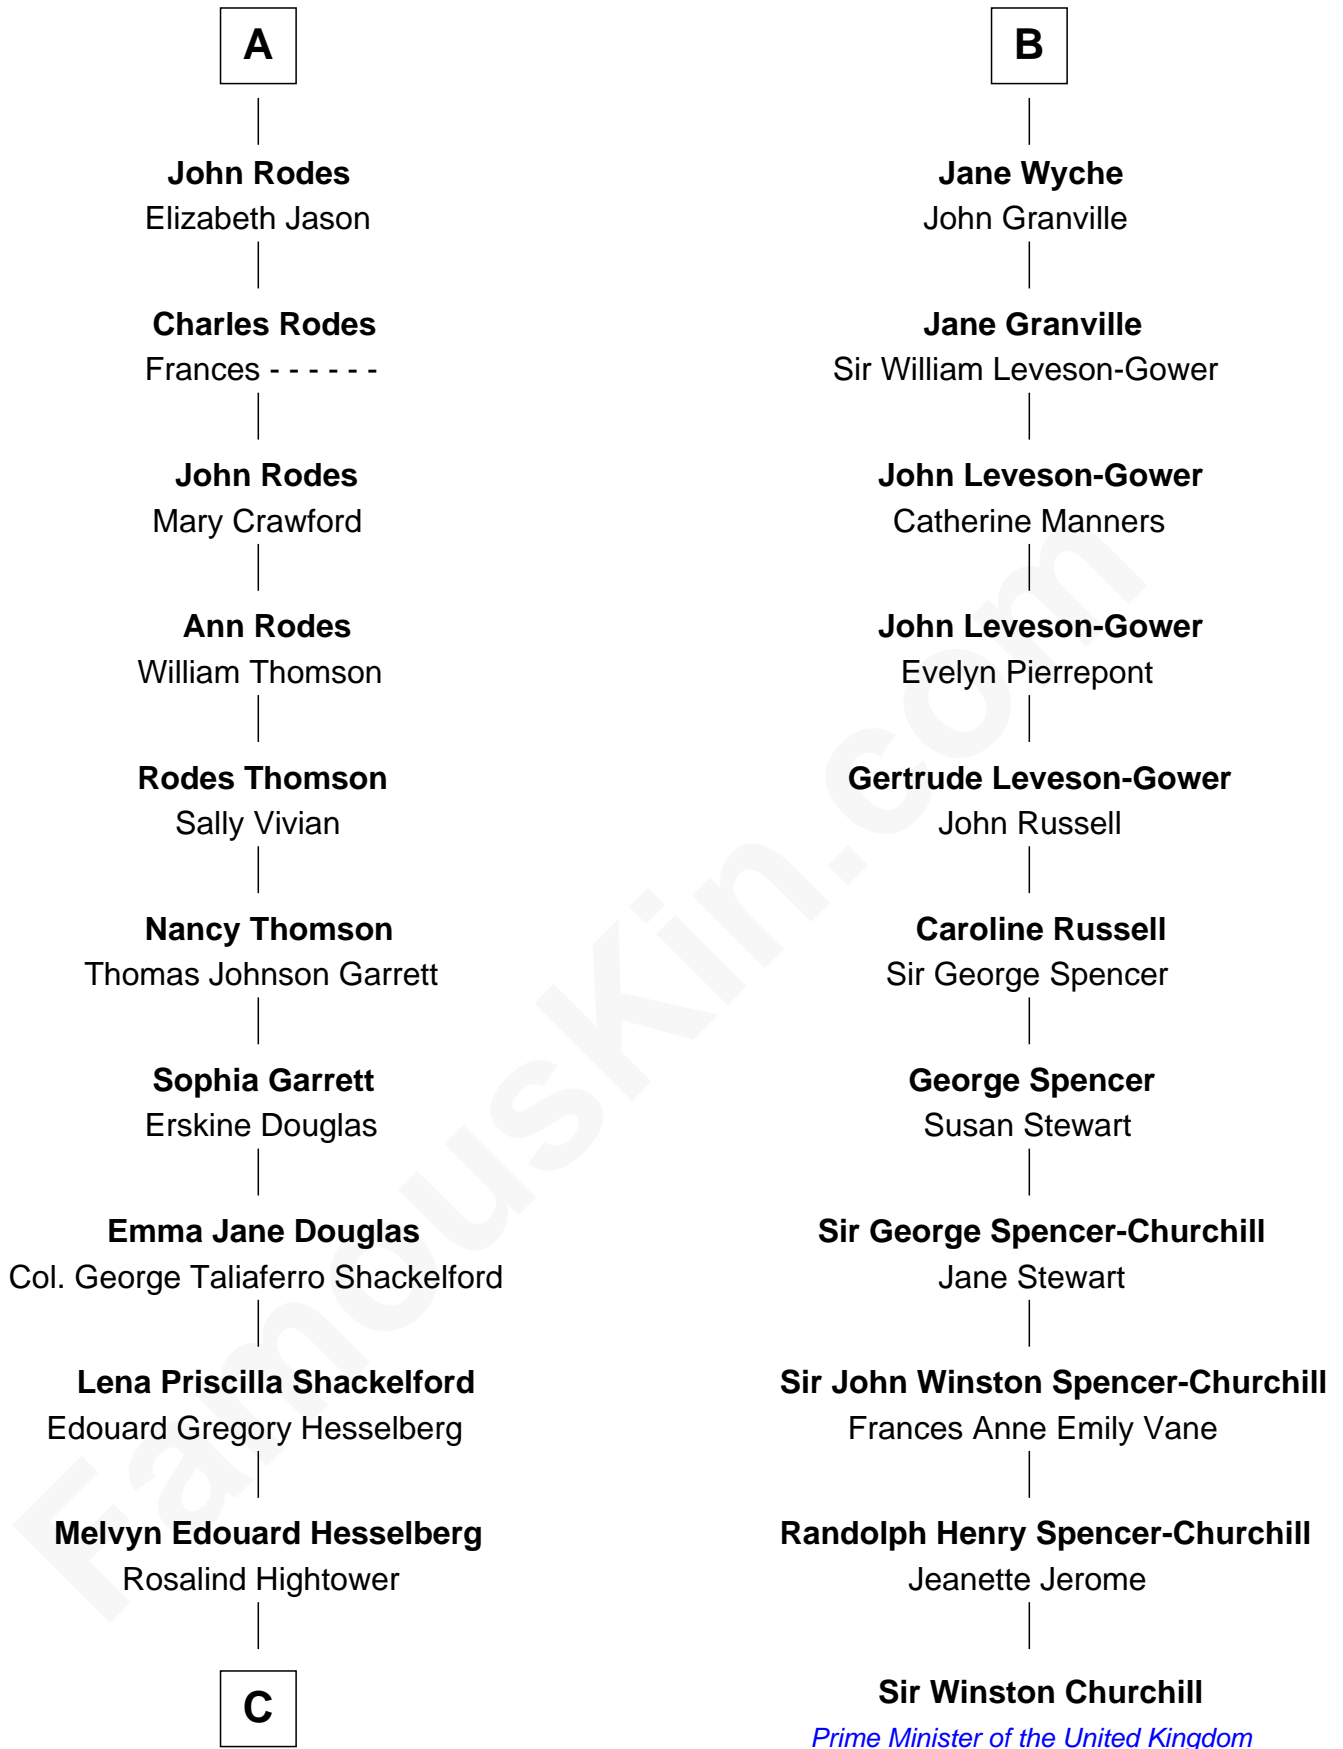 A
John Rodes
Elizabeth Jason
Charles Rodes
Frances - - - - - -
John Rodes
Mary Crawford
Ann Rodes
William Thomson
Rodes Thomson
Sally Vivian
Nancy Thomson
Thomas Johnson Garrett
Sophia Garrett
Erskine Douglas
Emma Jane Douglas
Col. George Taliaferro Shackelford
Lena Priscilla Shackelford
Edouard Gregory Hesselberg
Melvyn Edouard Hesselberg
Rosalind Hightower
C
B
Jane Wyche
John Granville
Jane Granville
Sir William Leveson-Gower
John Leveson-Gower
Catherine Manners
John Leveson-Gower
Evelyn Pierrepont
Gertrude Leveson-Gower
John Russell
Caroline Russell
Sir George Spencer
George Spencer
Susan Stewart
Sir George Spencer-Churchill
Jane Stewart
Sir John Winston Spencer-Churchill
Frances Anne Emily Vane
Randolph Henry Spencer-Churchill
Jeanette Jerome
Sir Winston Churchill
Prime Minister of the United Kingdom
FamousKin.com